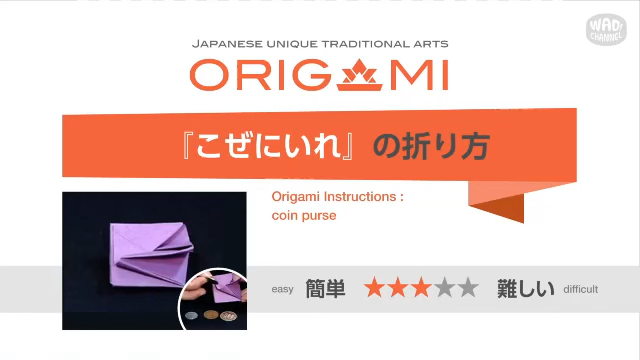 WADY CHANNEL
JAPANESE UNIQUE TRADITIONAL ARTS
ORIGAMI
『こぜにいれ』の折り方
Origami Instructions :
coin purse
easy 簡単 難しい difficult